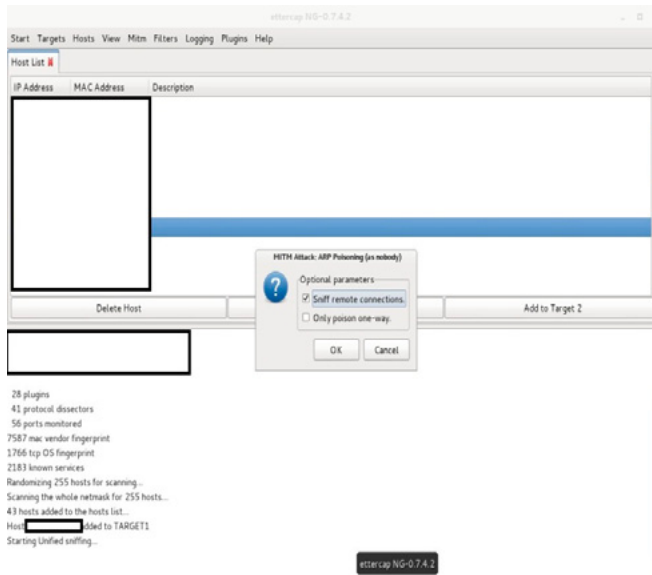 ettercap NG-0.7.4.2
Start Targets Hosts View Mitm Filters Logging Plugins Help
Host List
IP Address MAC Address Description
MITM Attack: ARP Poisoning (as nobody)
Optional parameters
Sniff remote connections.
Only poison one-way.
OK Cancel
Delete Host Add to Target 2
28 plugins
41 protocol dissectors
56 ports monitored
7587 mac vendor fingerprint
1766 tcp OS fingerprint
2183 known services
Randomizing 255 hosts for scanning...
Scanning the whole netmask for 255 hosts...
43 hosts added to the hosts list...
Host added to TARGET1
Starting Unified sniffing...
ettercap NG-0.7.4.2